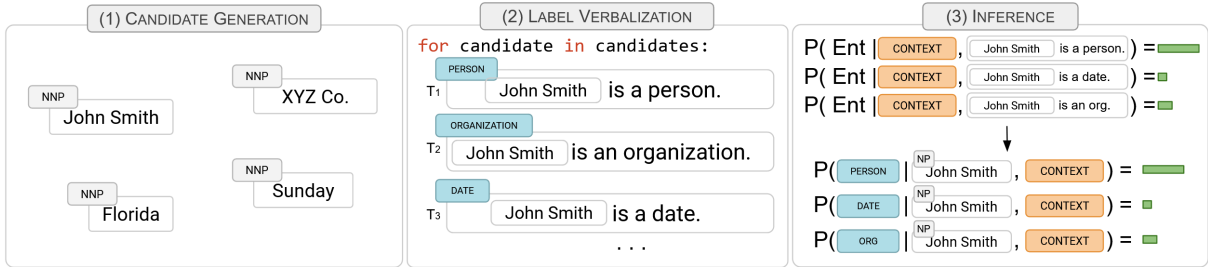 (1) CANDIDATE GENERATION
NNP
John Smith
NNP
XYZ Co.
NNP
Florida
NNP
Sunday
(2) LABEL VERBALIZATION
for candidate in candidates:
PERSON
T1 John Smith is a person.
ORGANIZATION
T2 John Smith is an organization.
DATE
T3 John Smith is a date.
...
(3) INFERENCE
P( Ent | CONTEXT , John Smith is a person. ) =
P( Ent | CONTEXT , John Smith is a date. ) =
P( Ent | CONTEXT , John Smith is an org. ) =
NP
P( PERSON | John Smith , CONTEXT ) =
NP
P( DATE | John Smith , CONTEXT ) =
NP
P( ORG | John Smith , CONTEXT ) =